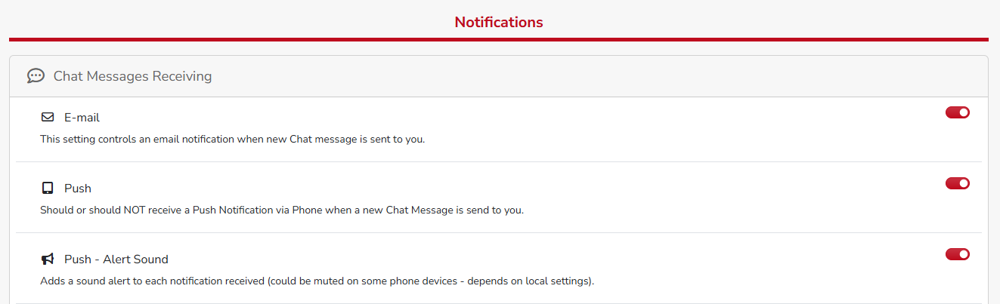 Notifications
Chat Messages Receiving
E-mail
This setting controls an email notification when new Chat message is sent to you.
Push
Should or should NOT receive a Push Notification via Phone when a new Chat Message is send to you.
Push - Alert Sound
Adds a sound alert to each notification received (could be muted on some phone devices - depends on local settings).